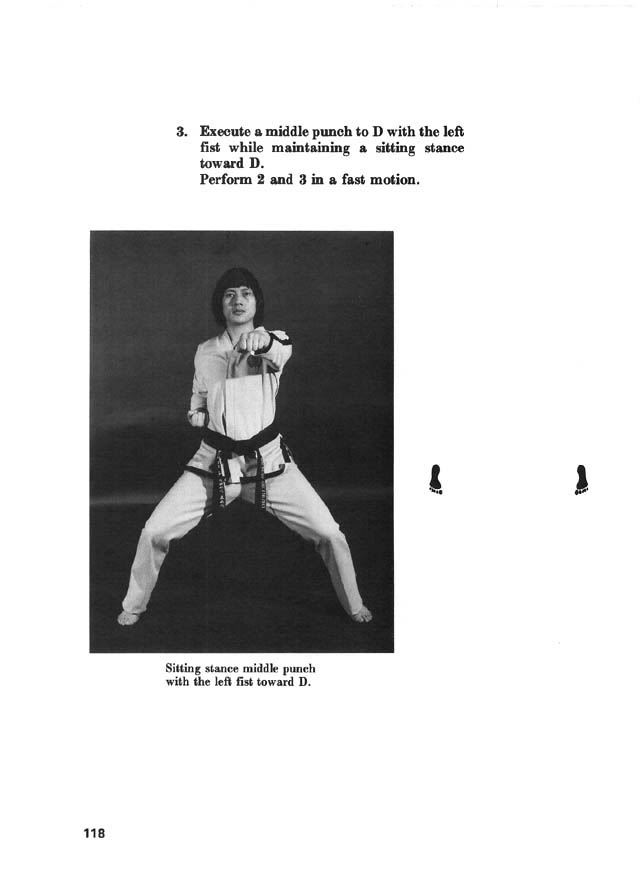 3. Execute a middle punch to D with the left
fist while maintaining a sitting stance
toward D.
Perform 2 and 3 in a fast motion.
Sitting stance middle punch
with the left fist toward D.
118